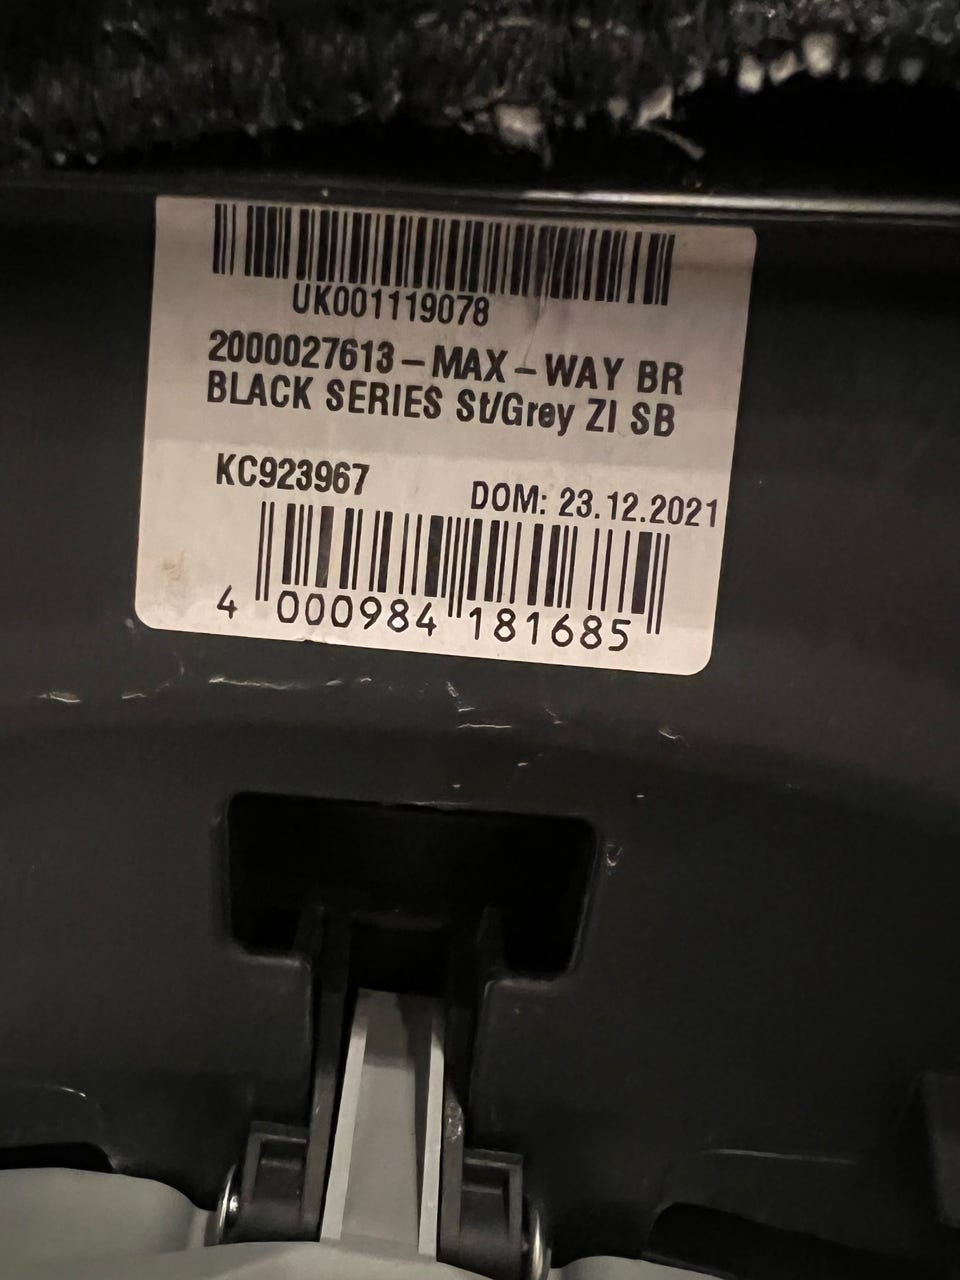 UK001119078
2000027613 – MAX – WAY BR
BLACK SERIES St/Grey ZI SB
KC923967
DOM: 23.12.2021
4 000984 181685